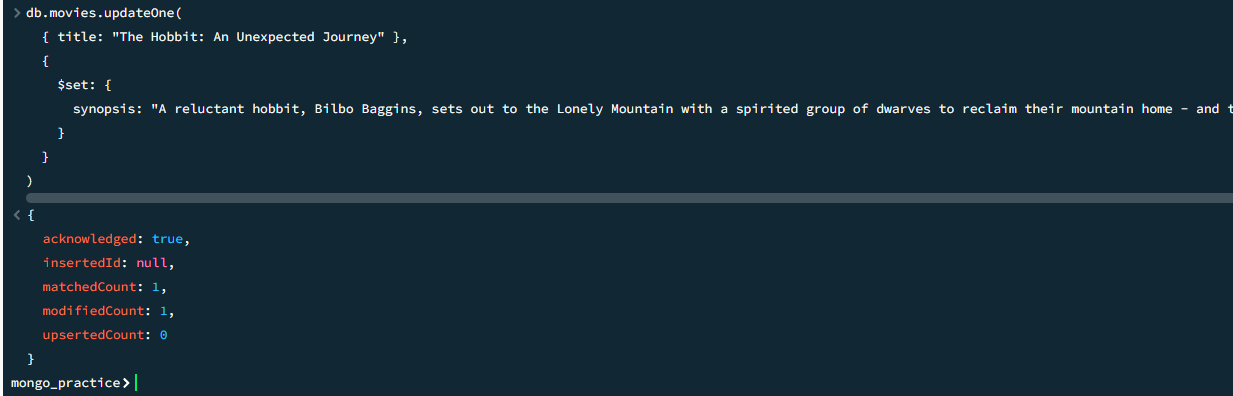 > db.movies.updateOne(
{ title: "The Hobbit: An Unexpected Journey" },
{
$set: {
synopsis: "A reluctant hobbit, Bilbo Baggins, sets out to the Lonely Mountain with a spirited group of dwarves to reclaim their mountain home - and
}
}
)
< {
acknowledged: true,
insertedId: null,
matchedCount: 1,
modifiedCount: 1,
upsertedCount: 0
}
mongo_practice>